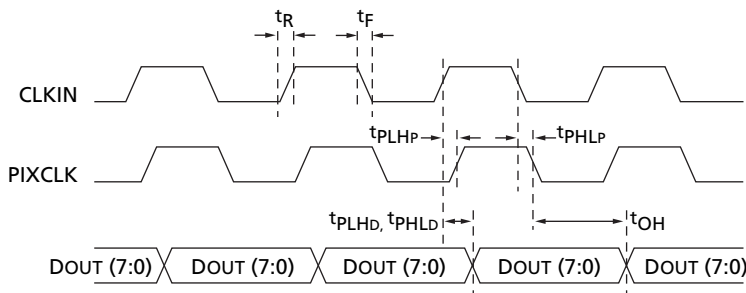 tR tF
CLKIN
tPLHP tPHLP
PIXCLK
tPLHD, tPHLD tOH
DOUT (7:0) DOUT (7:0) DOUT (7:0) DOUT (7:0) DOUT (7:0)